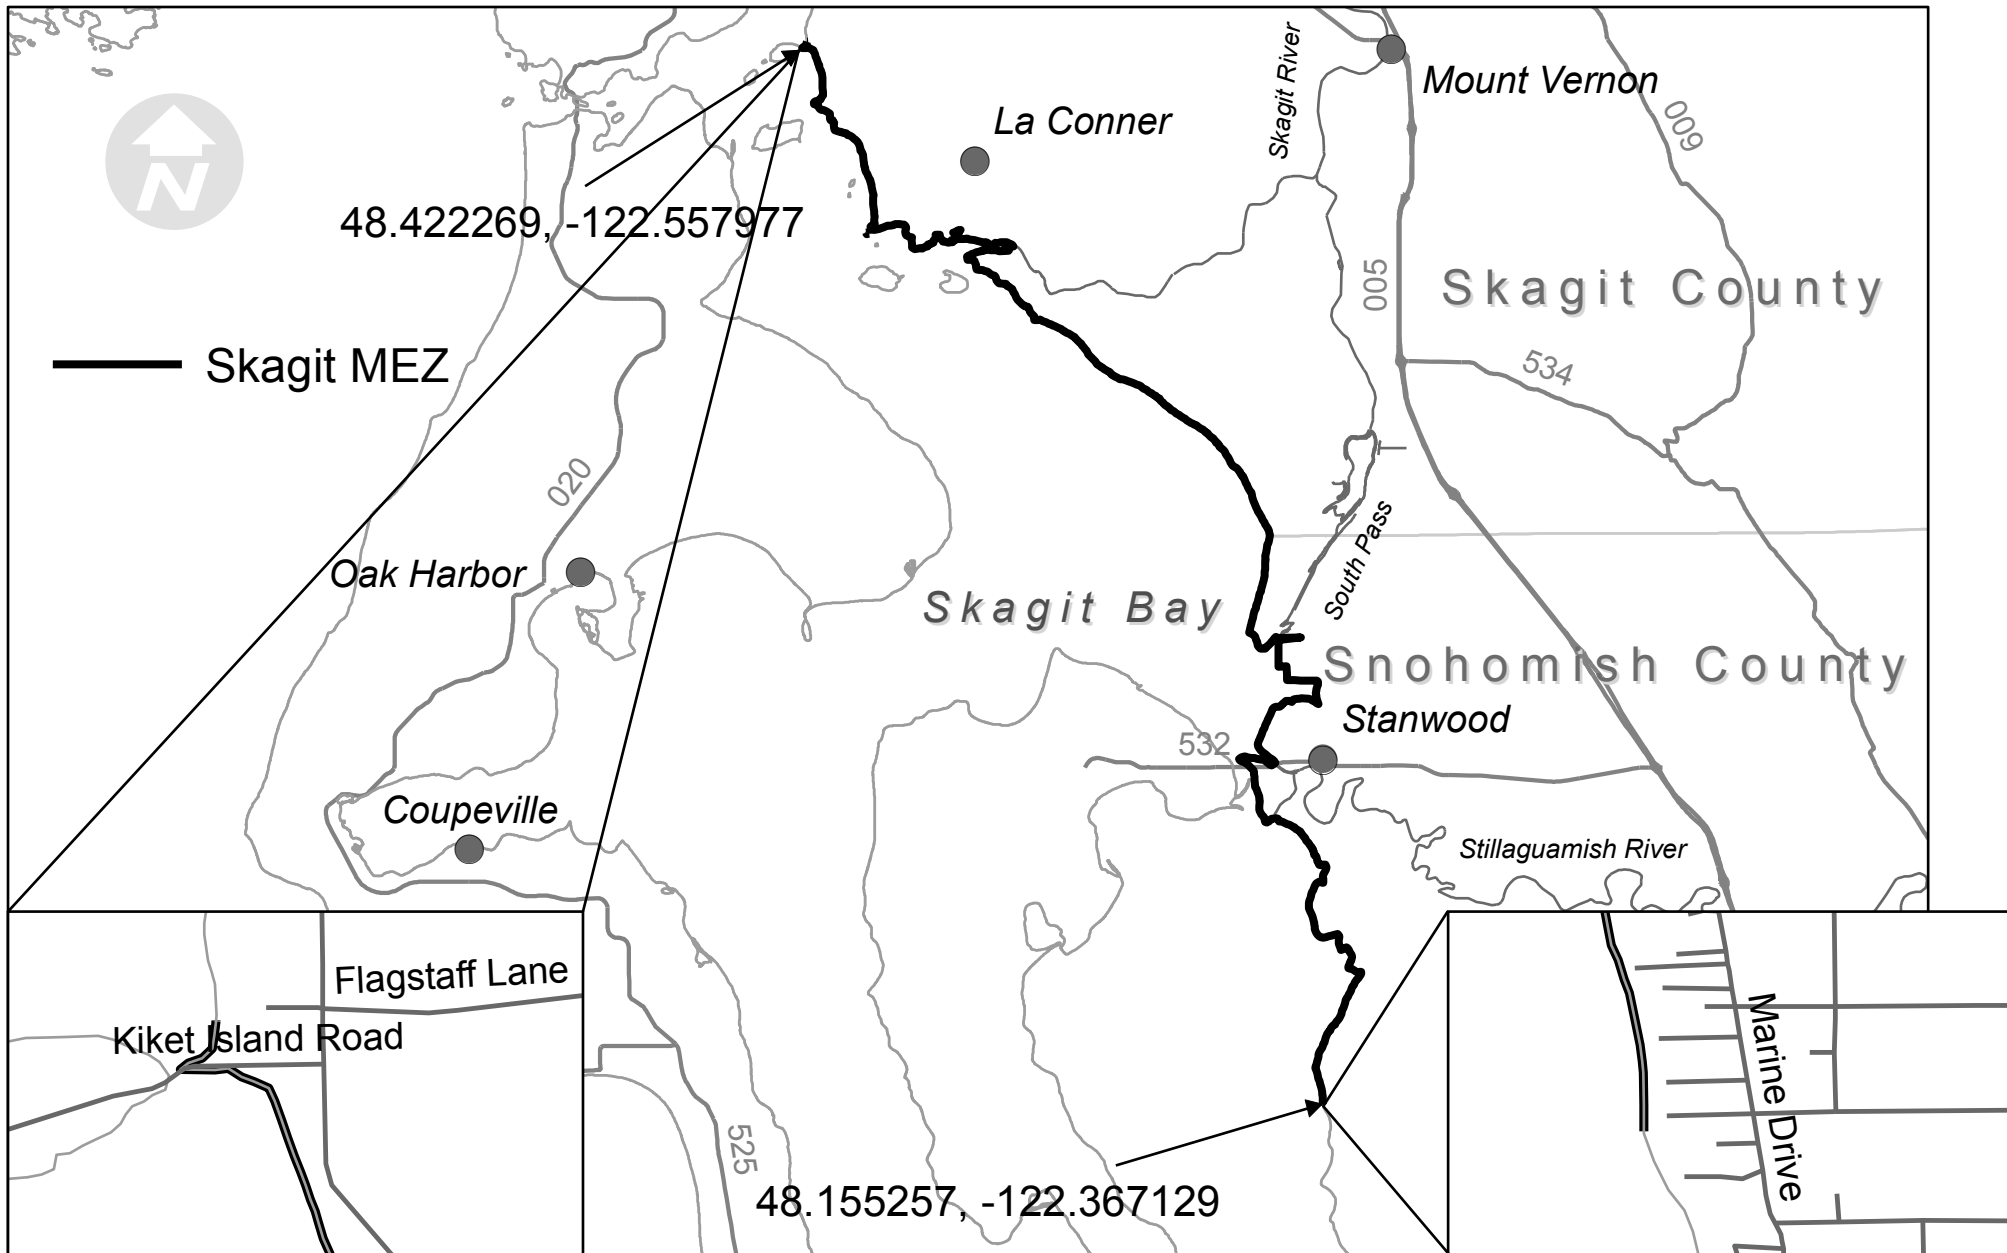 Skagit River
Mount Vernon
La Conner
009
N
48.422269, -122.557977
005
Skagit County
Skagit MEZ
534
020
Oak Harbor
South Pass
Skagit Bay
Snohomish County
Stanwood
532
Coupeville
Stillaguamish River
Flagstaff Lane
Kiket Island Road
Marine Drive
525
48.155257, -122.367129